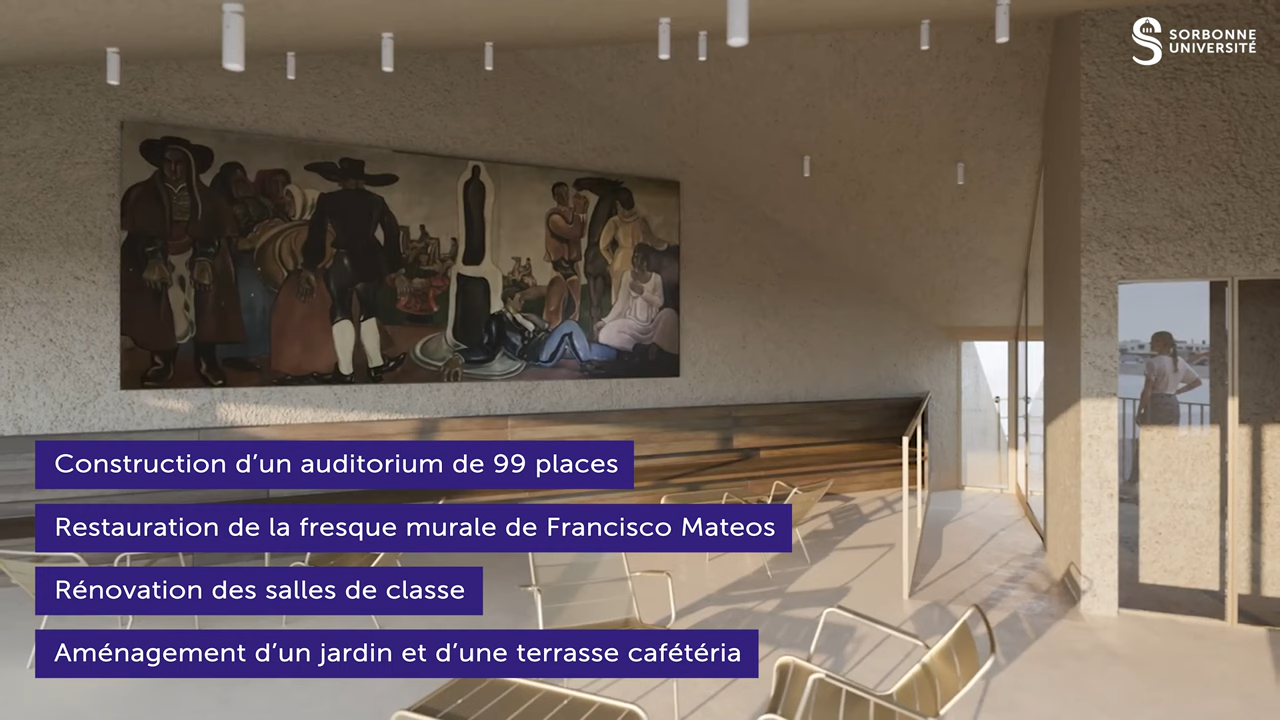 SORBONNE
UNIVERSITÉ
Construction d’un auditorium de 99 places
Restauration de la fresque murale de Francisco Mateos
Rénovation des salles de classe
Aménagement d’un jardin et d’une terrasse cafétéria